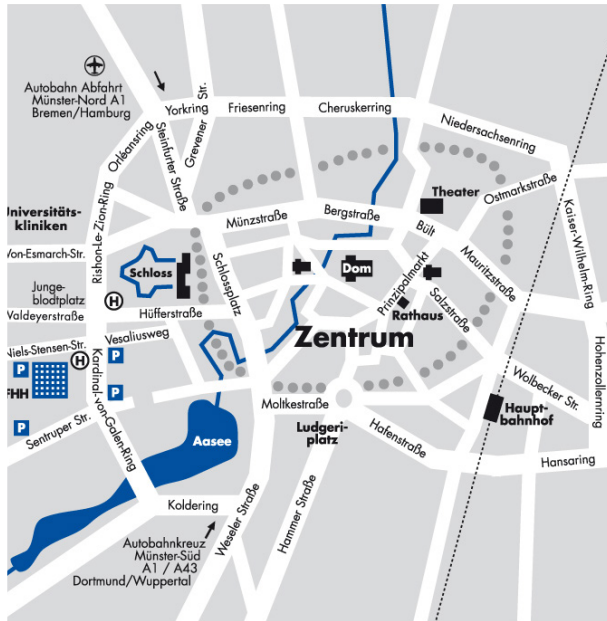 Autobahn Abfahrt
Münster-Nord A1
Bremen/Hamburg
Orléansring
Yorkring
Steinfurter Straße
Grevener Str.
Friesenring
Cheruskerring
Niedersachsenring
Universitäts-
kliniken
Rishon-Le-Zion-Ring
Münzstraße
Bergstraße
Theater
Bült
Ostmarkstraße
Kaiser-Wilhelm-Ring
Von-Esmarch-Str.
Schloss
Schlossplatz
Dom
Prinzipalmarkt
Mauritzstraße
Junge-
blodtplatz
H
Valdeyerstraße
Hüfferstraße
Rathaus
Salzstraße
Niels-Stensen-Str.
Vesaliusweg
Zentrum
Hohenzollernring
H
P
P
FHH
P
P
Kardinal-von-Galen-Ring
Sentruper Str.
Aasee
Moltkestraße
Ludgeri-
platz
Hafenstraße
Wolbecker Str.
Haupt-
bahnhof
Hansaring
Koldering
Weseler Straße
Hammer Straße
Autobahnkreuz
Münster-Süd
A1 / A43
Dortmund/Wuppertal